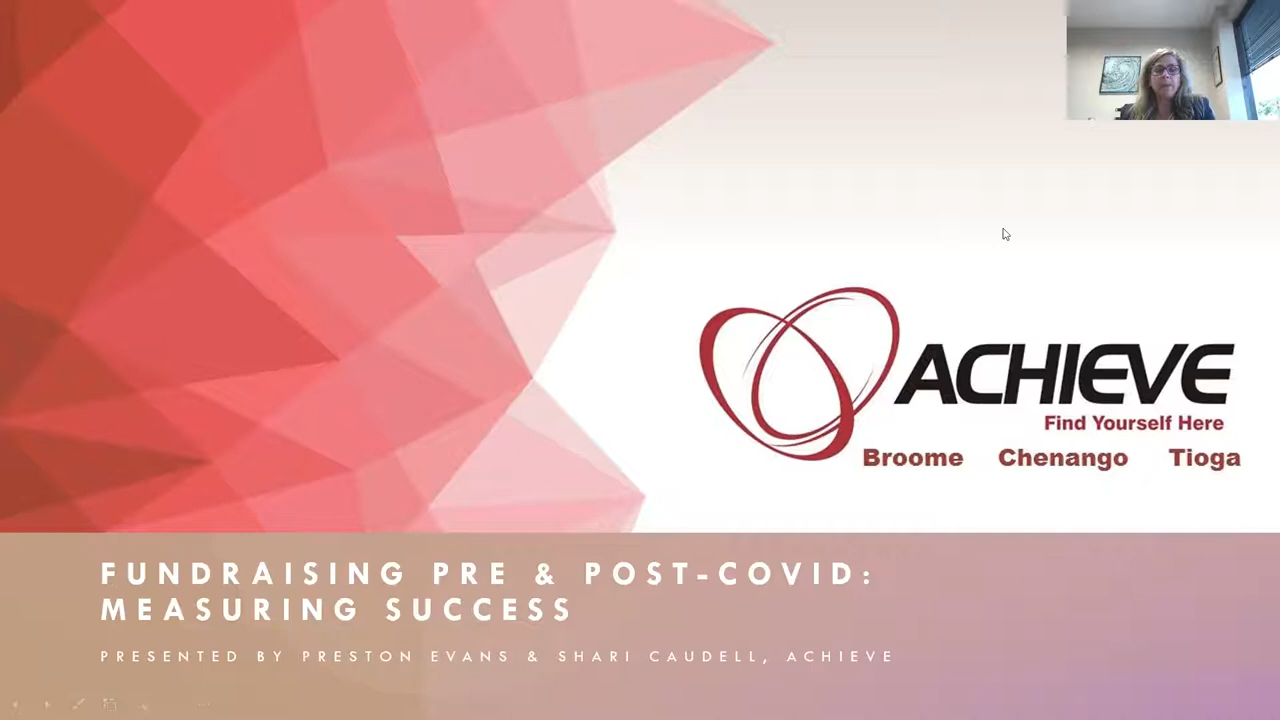 ACHIEVE
Find Yourself Here
Broome Chenango Tioga
FUNDRAISING PRE & POST-COVID:
MEASURING SUCCESS
PRESENTED BY PRESTON EVANS & SHARI CAUDELL, ACHIEVE